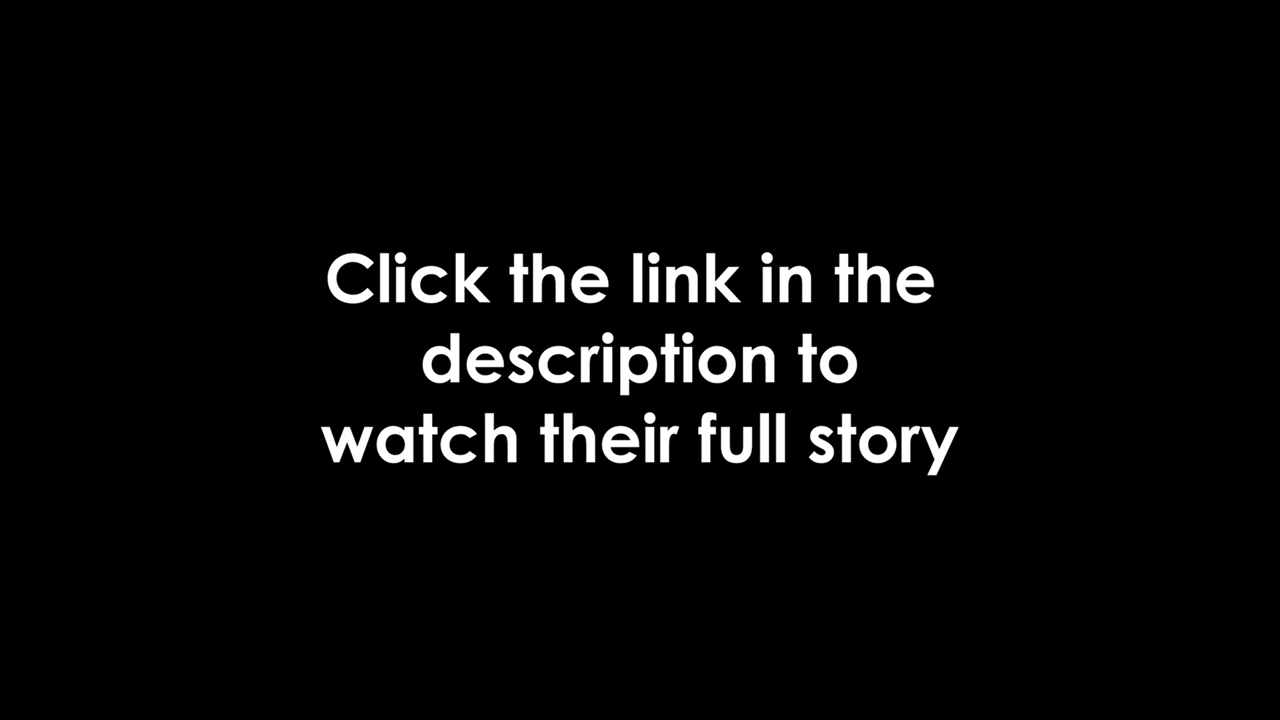 Click the link in the
description to
watch their full story